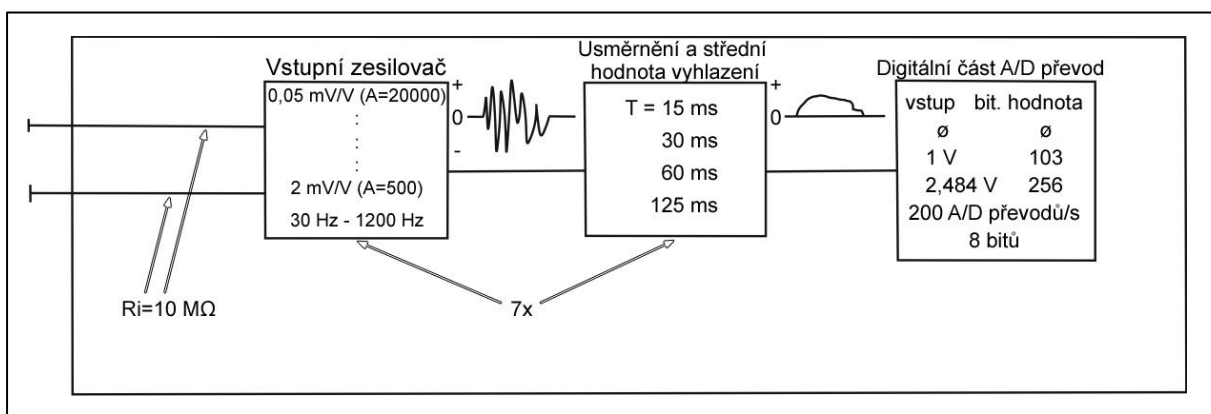 Vstupní zesilovač
0,05 mV/V (A=20000)
2 mV/V (A=500)
30 Hz - 1200 Hz
+
0
-
Usměrnění a střední
hodnota vyhlazení
T = 15 ms
30 ms
60 ms
125 ms
+
0
Digitální část A/D převod
vstup bit. hodnota
ø ø
1 V 103
2,484 V 256
200 A/D převodů/s
8 bitů
Ri=10 MΩ
7x